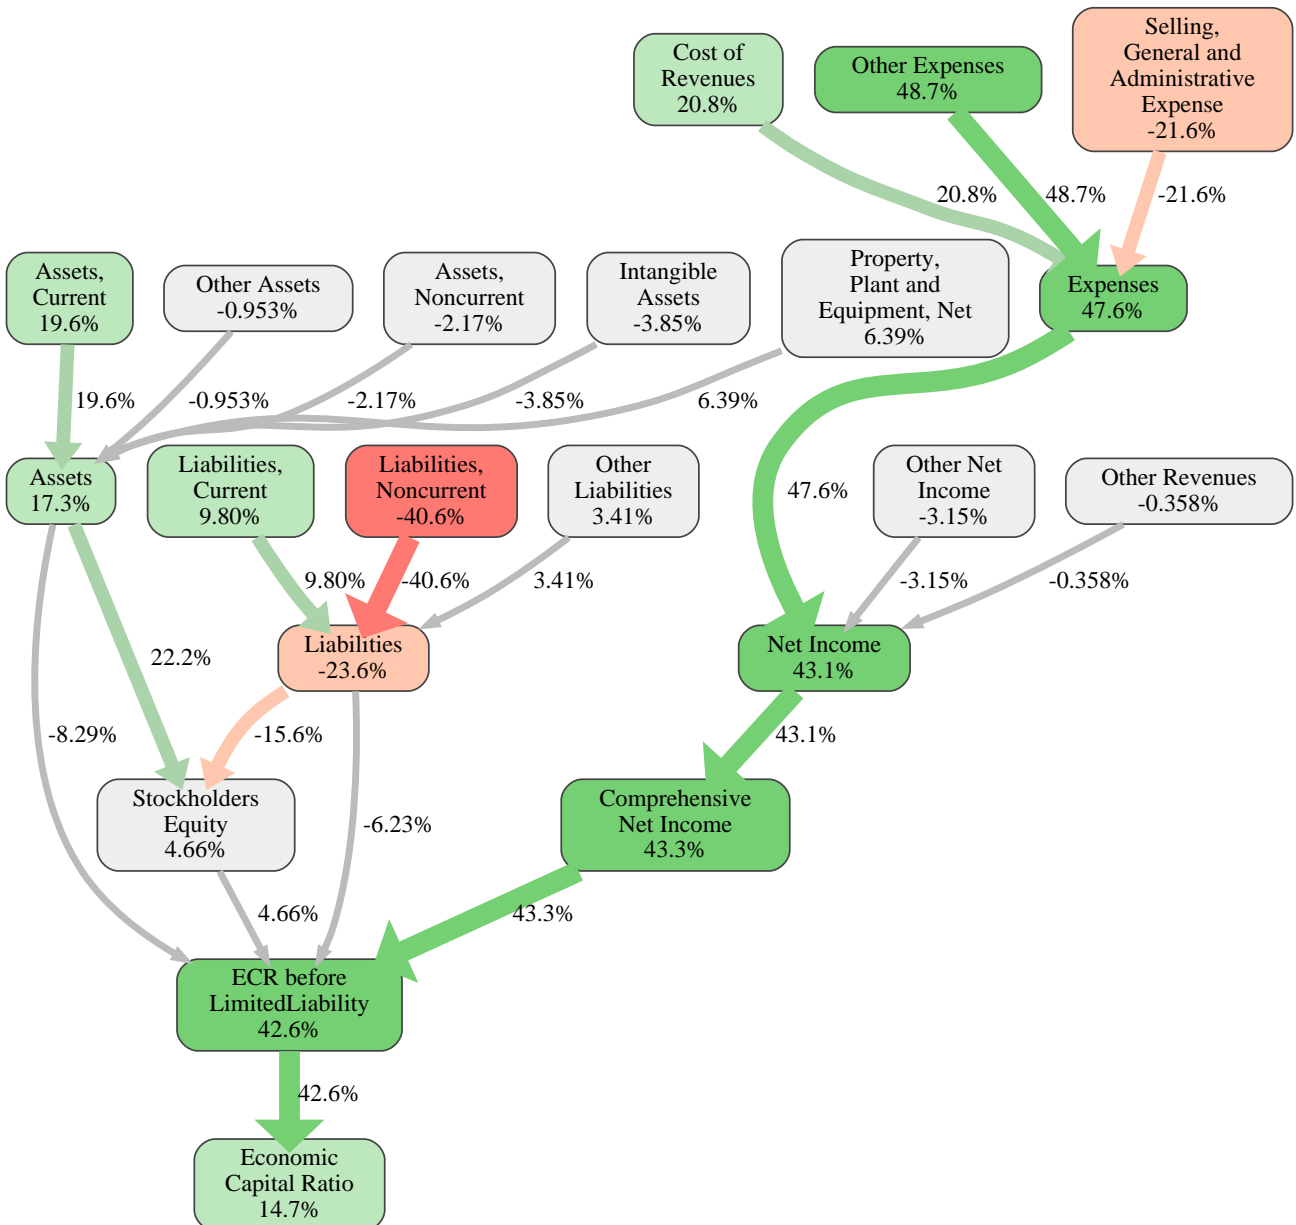 Cost of
Revenues
20.8%
Other Expenses
48.7%
Selling,
General and
Administrative
Expense
-21.6%
20.8%
48.7%
-21.6%
Assets,
Current
19.6%
Other Assets
-0.953%
Assets,
Noncurrent
-2.17%
Intangible
Assets
-3.85%
Property,
Plant and
Equipment, Net
6.39%
Expenses
47.6%
19.6%
-0.953%
-2.17%
-3.85%
6.39%
Assets
17.3%
Liabilities,
Current
9.80%
Liabilities,
Noncurrent
-40.6%
Other
Liabilities
3.41%
47.6%
Other Net
Income
-3.15%
Other Revenues
-0.358%
9.80%
-40.6%
3.41%
-3.15%
-0.358%
22.2%
Liabilities
-23.6%
Net Income
43.1%
-8.29%
-15.6%
43.1%
Stockholders
Equity
4.66%
-6.23%
Comprehensive
Net Income
43.3%
4.66%
43.3%
ECR before
LimitedLiability
42.6%
42.6%
Economic
Capital Ratio
14.7%